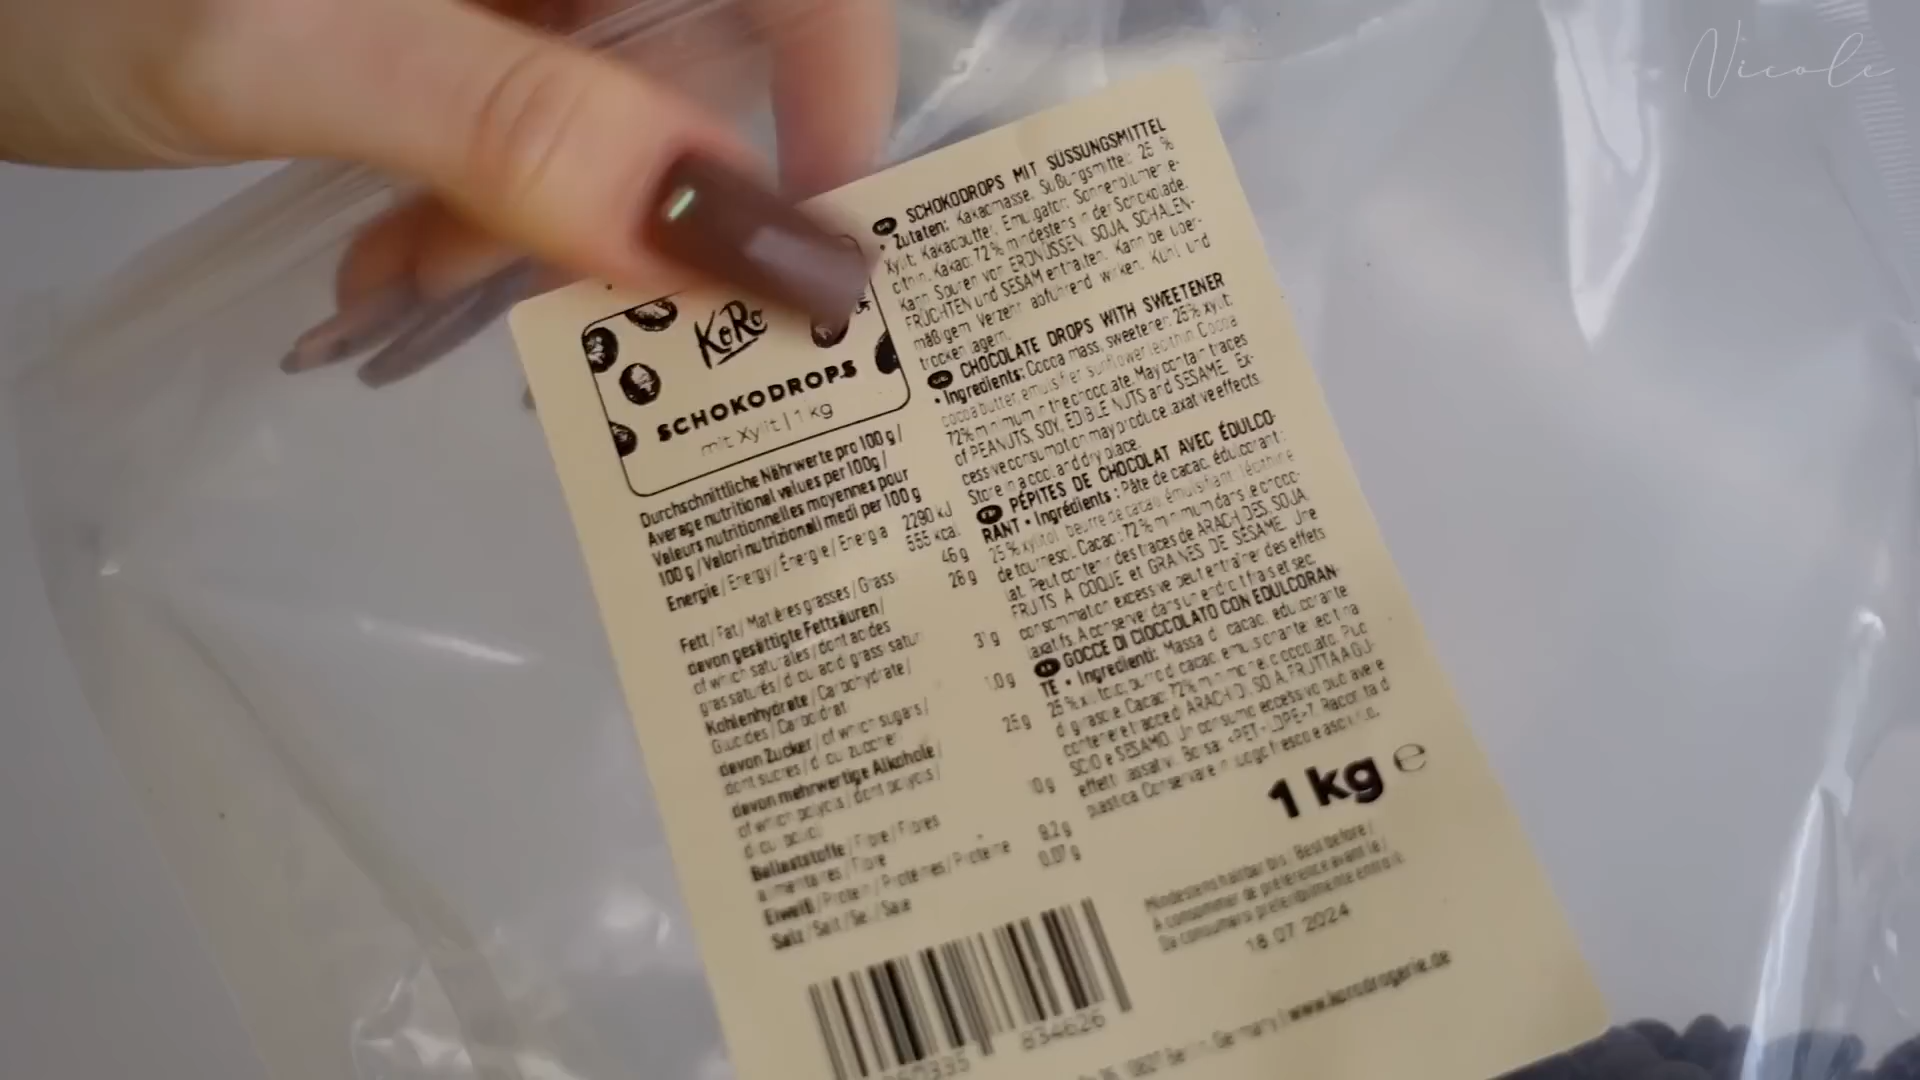 Nicole
KoRo
SCHOKODROPS
mit Xylit | 1 kg
Durchschnittliche Nährwerte pro 100 g /
Average nutritional values per 100g /
Valeurs nutritionnelles moyennes pour
100 g / Valori nutrizionali medi per 100 g
Energie / Energy / Énergie / Energia 2290 kJ
555 kcal
Fett / Fat / Matières grasses / Grassi 46 g
davon gesättigte Fettsäuren / 28 g
of which saturates / dont acides
gras saturés / di cui acidi grassi saturi
Kohlenhydrate / Carbohydrate / 31 g
Glucides / Carboidrati
davon Zucker / of which sugars /
dont sucres / di cui zuccheri
davon mehrwertige Alkohole / 25 g
of which polyols / dont polyols /
di cui polioli
Ballaststoffe / Fibre / Fibres
alimentaires / Fibre
Eiweiß / Protein / Protéines / Proteine 9,2 g
Salz / Salt / Sel / Sale 0,07 g
SCHOKODROPS MIT SÜSSUNGSMITTEL
• Zutaten: Kakaomasse, Süßungsmittel: 25 %
Xylit; Kakaobutter, Emulgator: Sonnenblumenle-
cithin. Kakao: 72 % mindestens in der Schokolade.
Kann Spuren von ERDNÜSSEN, SOJA, SCHALEN-
FRÜCHTEN und SESAM enthalten. Kann bei über-
mäßigem Verzehr abführend wirken. Kühl und
trocken lagern.
CHOCOLATE DROPS WITH SWEETENER
• Ingredients: Cocoa mass, sweetener: 25% xylit;
cocoa butter, emulsifier: sunflower lecithin. Cocoa:
72% minimum in the chocolate. May contain traces
of PEANUTS, SOY, EDIBLE NUTS and SESAME. Ex-
cessive consumption may produce laxative effects.
Store in a cool and dry place.
PÉPITES DE CHOCOLAT AVEC ÉDULCO-
RANT • Ingrédients : Pâte de cacao, édulcorant :
25 % xylitol; beurre de cacao, émulsifiant : lécithine
de tournesol. Cacao : 72 % minimum dans le choco-
lat. Peut contenir des traces de ARACHIDES, SOJA,
FRUITS À COQUE et GRAINES DE SÉSAME. Une
consommation excessive peut entraîner des effets
laxatifs. A conserver dans un endroit frais et sec.
GOCCE DI CIOCCOLATO CON EDULCORAN-
TE • Ingredienti: Massa di cacao, edulcorante
25 % xilitolo; burro di cacao, emulsionante: lecitina
di girasole. Cacao: 72% minimo nel cioccolato. Può
contenere tracce di ARACHIDI, SOIA, FRUTTA A GU-
SCIO e SESAMO. Un consumo eccessivo può avere
effetti lassativi. Borsa: <PET+LDPE>7. Raccolta di
plastica. Conservare in luogo fresco e asciutto.
1 kg ℮
Mindestens haltbar bis / Best before /
A consommer de préférence avant le /
Da consumarsi preferibilmente entro il:
18 07 2024
Germany | www.korodrogerie.de
834626